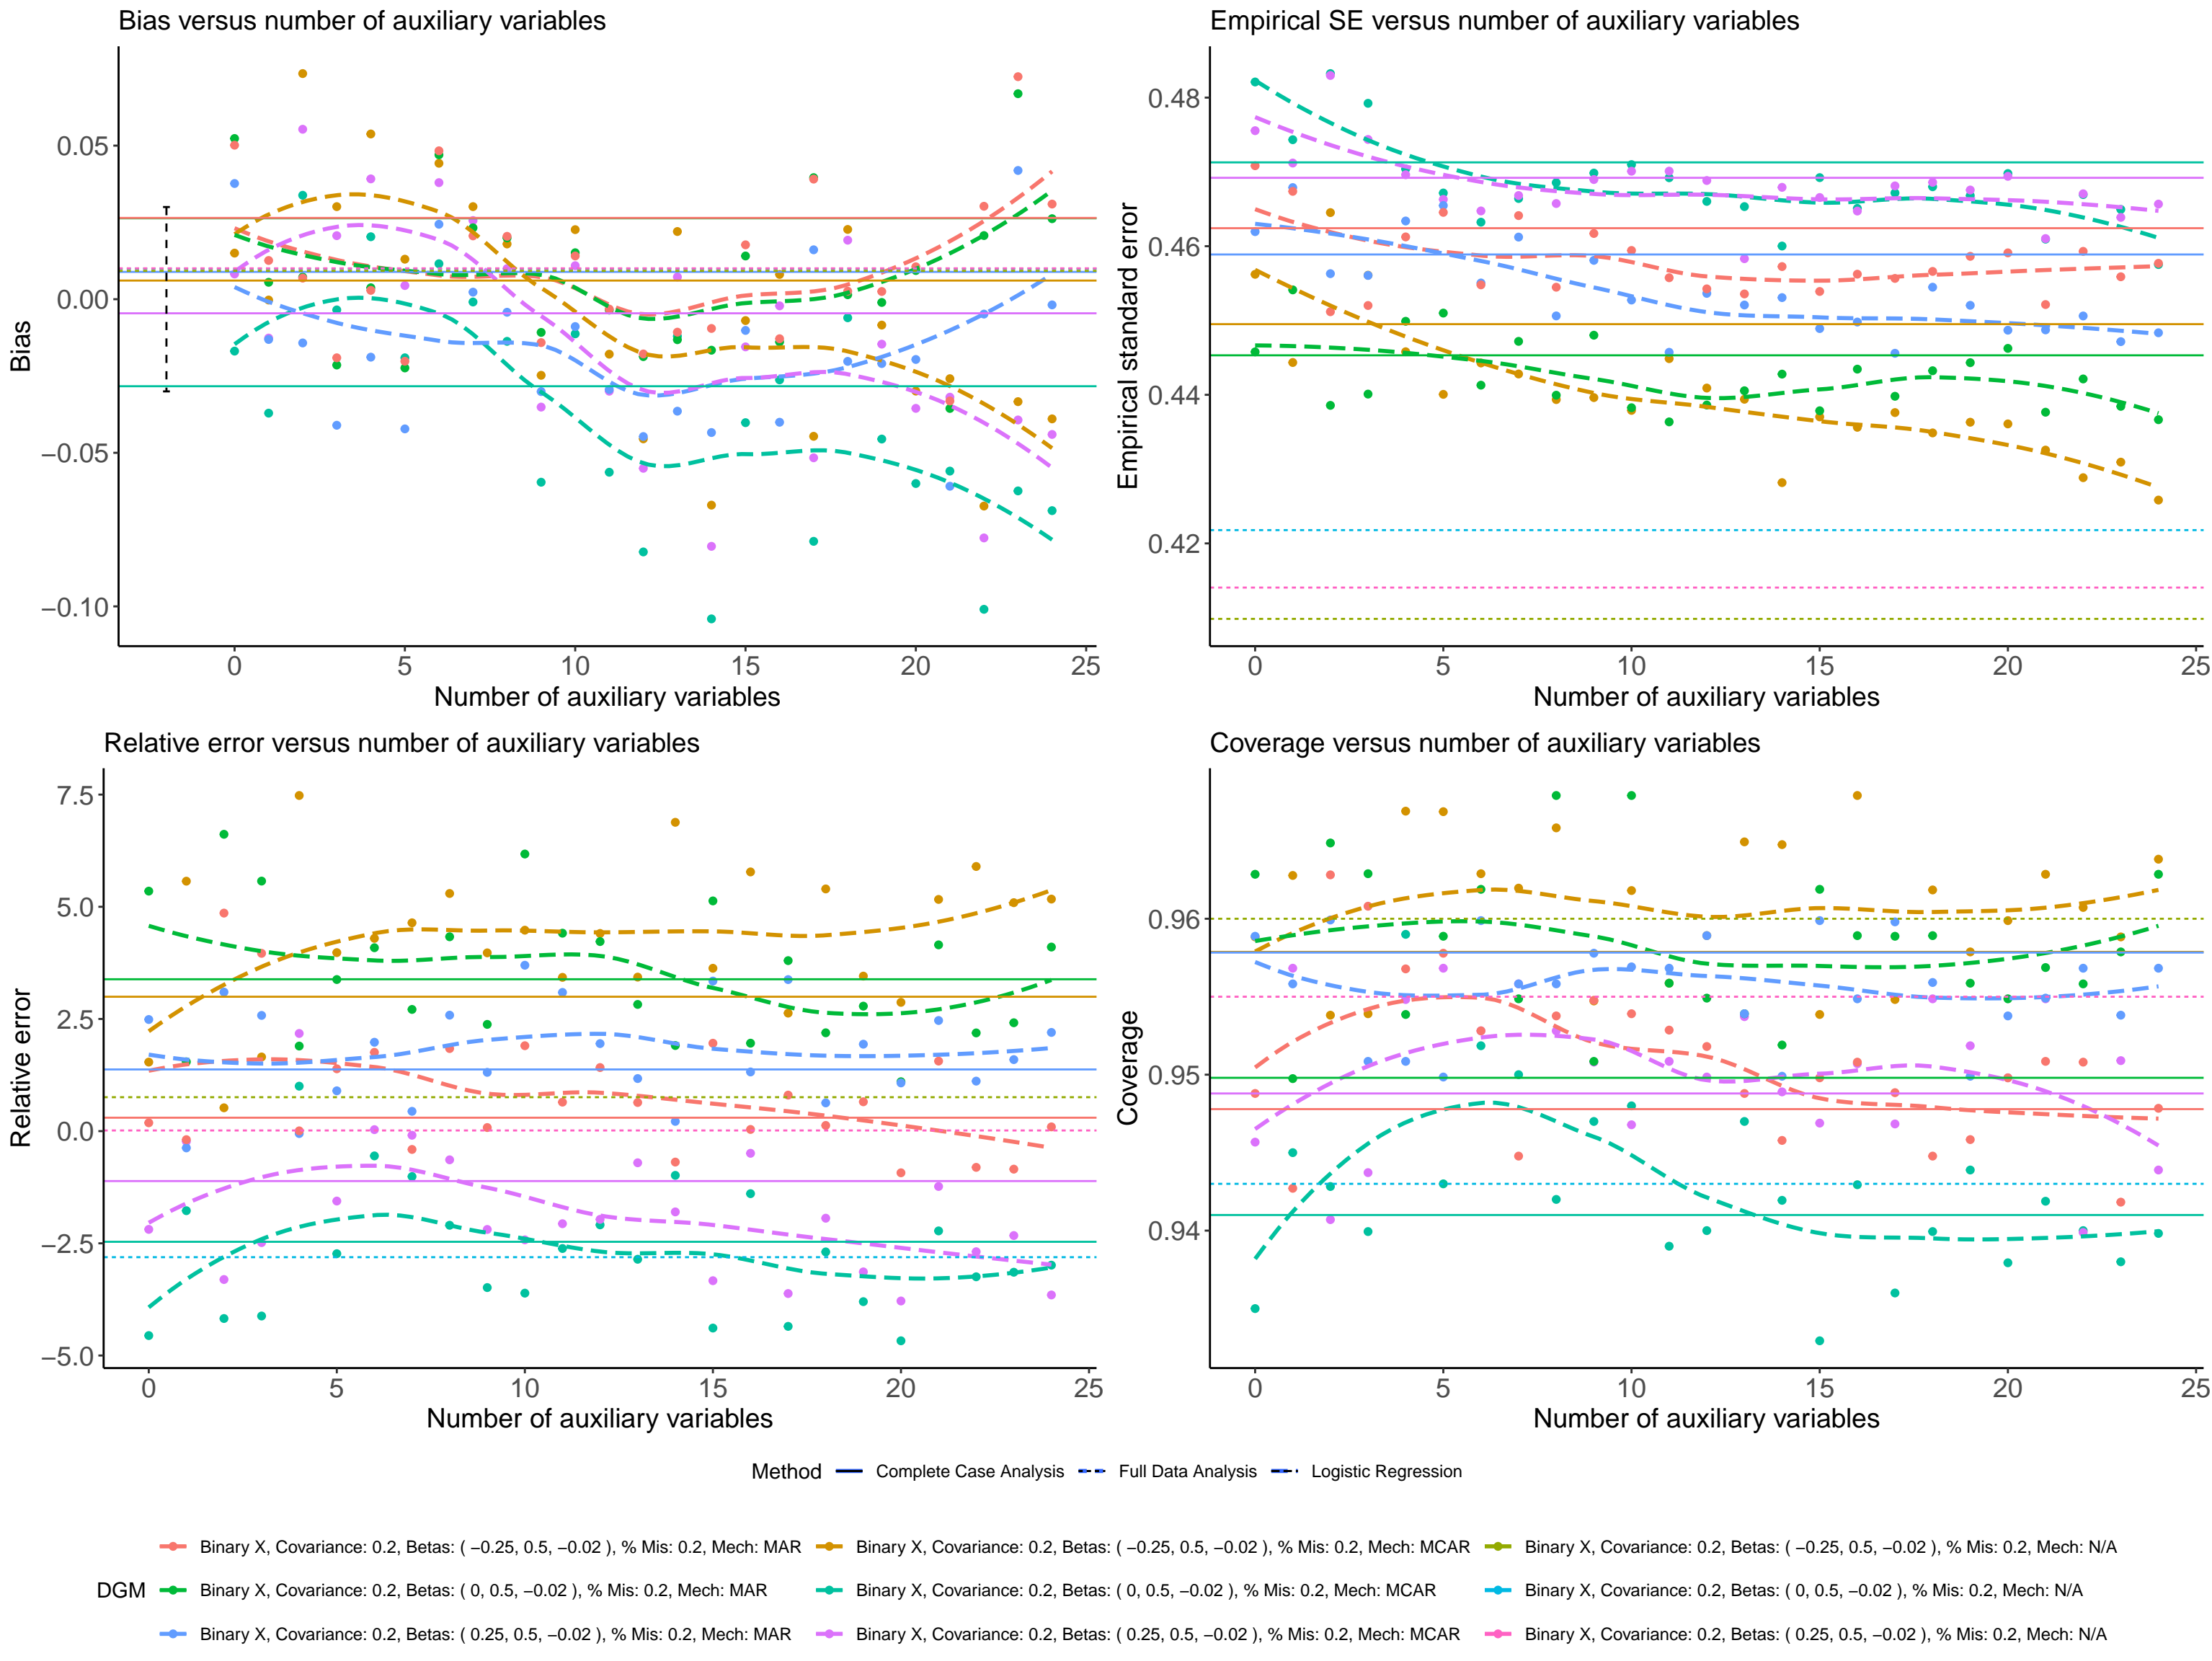 Bias versus number of auxiliary variables
0.05
0.00
−0.05
−0.10
Bias
0 5 10 15 20 25
Number of auxiliary variables
Empirical SE versus number of auxiliary variables
0.48
0.46
0.44
0.42
Empirical standard error
0 5 10 15 20 25
Number of auxiliary variables
Relative error versus number of auxiliary variables
7.5
5.0
2.5
0.0
−2.5
−5.0
Relative error
0 5 10 15 20 25
Number of auxiliary variables
Coverage versus number of auxiliary variables
0.96
0.95
0.94
Coverage
0 5 10 15 20 25
Number of auxiliary variables
Method Complete Case Analysis Full Data Analysis Logistic Regression
Binary X, Covariance: 0.2, Betas: ( −0.25, 0.5, −0.02 ), % Mis: 0.2, Mech: MAR Binary X, Covariance: 0.2, Betas: ( −0.25, 0.5, −0.02 ), % Mis: 0.2, Mech: MCAR Binary X, Covariance: 0.2, Betas: ( −0.25, 0.5, −0.02 ), % Mis: 0.2, Mech: N/A
DGM Binary X, Covariance: 0.2, Betas: ( 0, 0.5, −0.02 ), % Mis: 0.2, Mech: MAR Binary X, Covariance: 0.2, Betas: ( 0, 0.5, −0.02 ), % Mis: 0.2, Mech: MCAR Binary X, Covariance: 0.2, Betas: ( 0, 0.5, −0.02 ), % Mis: 0.2, Mech: N/A
Binary X, Covariance: 0.2, Betas: ( 0.25, 0.5, −0.02 ), % Mis: 0.2, Mech: MAR Binary X, Covariance: 0.2, Betas: ( 0.25, 0.5, −0.02 ), % Mis: 0.2, Mech: MCAR Binary X, Covariance: 0.2, Betas: ( 0.25, 0.5, −0.02 ), % Mis: 0.2, Mech: N/A